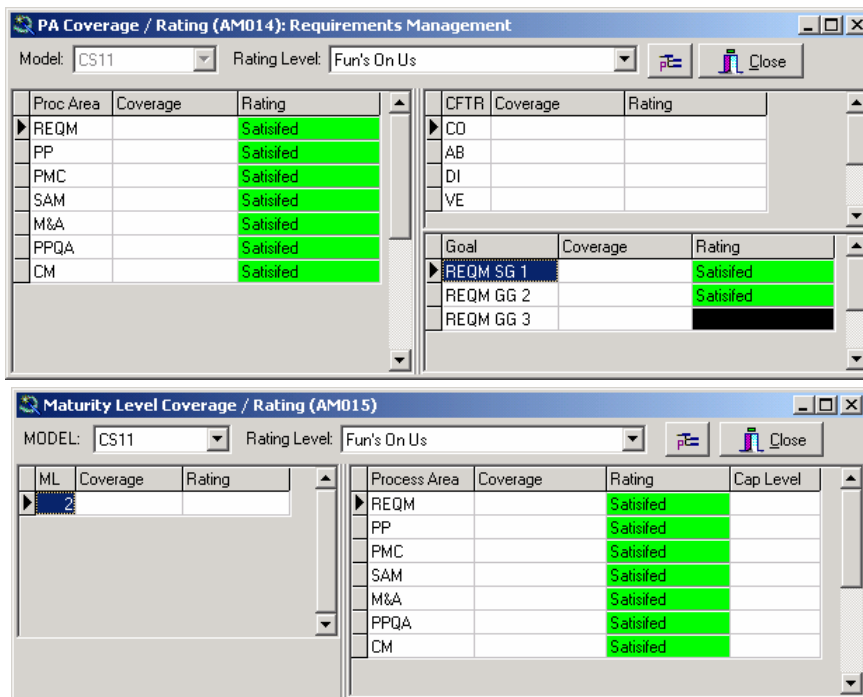 PA Coverage / Rating (AM014): Requirements Management
Model: CS11 Rating Level: Fun's On Us Close
Proc Area Coverage Rating
REQM Satisifed
PP Satisifed
PMC Satisifed
SAM Satisifed
M&A Satisifed
PPQA Satisifed
CM Satisifed
CFTR Coverage Rating
CO
AB
DI
VE
Goal Coverage Rating
REQM SG 1 Satisifed
REQM GG 2 Satisifed
REQM GG 3
Maturity Level Coverage / Rating (AM015)
MODEL: CS11 Rating Level: Fun's On Us Close
ML Coverage Rating
2
Process Area Coverage Rating Cap Level
REQM Satisifed
PP Satisifed
PMC Satisifed
SAM Satisifed
M&A Satisifed
PPQA Satisifed
CM Satisifed